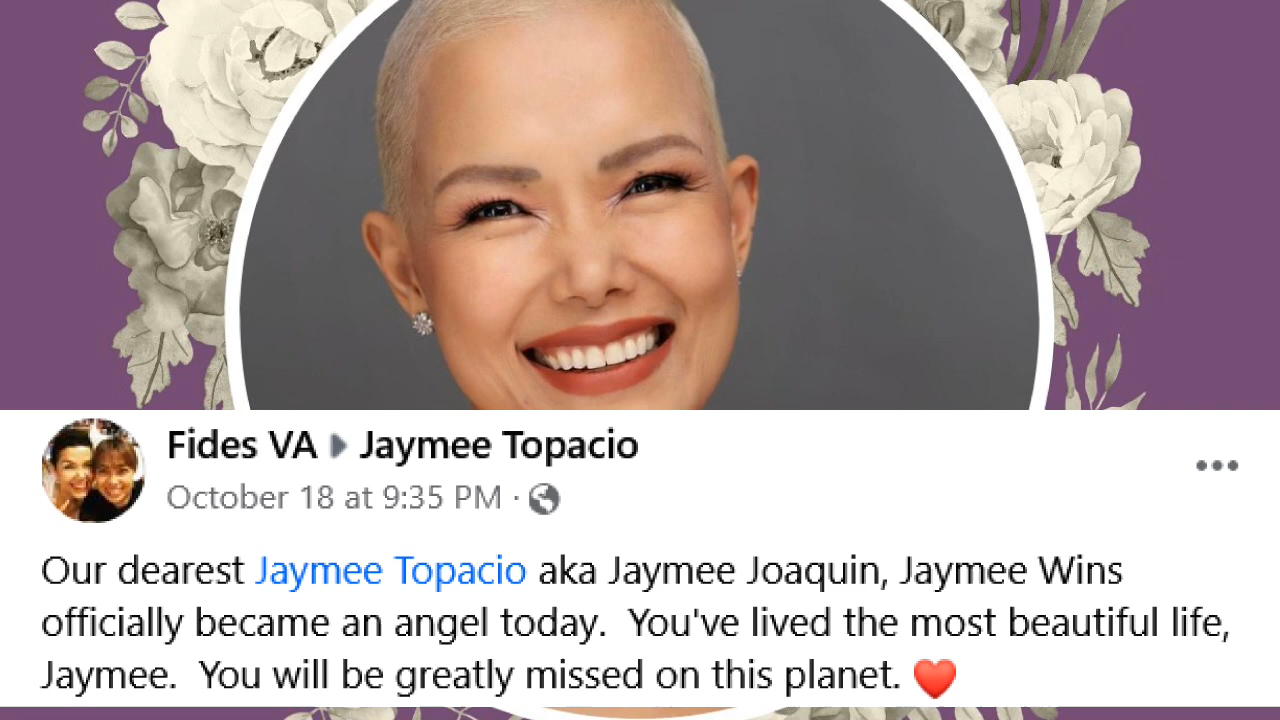 Fides VA ▸ Jaymee Topacio
October 18 at 9:35 PM ·
Our dearest Jaymee Topacio aka Jaymee Joaquin, Jaymee Wins
officially became an angel today.  You've lived the most beautiful life,
Jaymee.  You will be greatly missed on this planet. ❤️